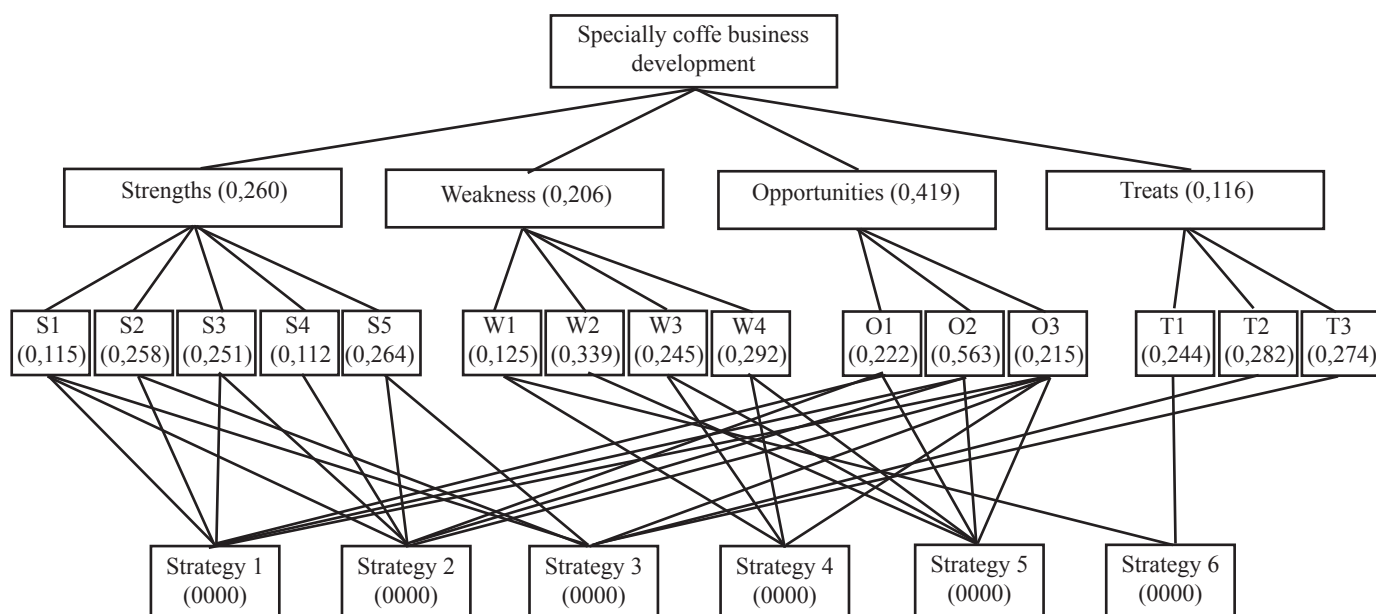 Specially coffe business
development
Strengths (0,260)
Weakness (0,206)
Opportunities (0,419)
Treats (0,116)
S1
(0,115)
S2
(0,258)
S3
(0,251)
S4
(0,112
S5
(0,264)
W1
(0,125)
W2
(0,339)
W3
(0,245)
W4
(0,292)
O1
(0,222)
O2
(0,563)
O3
(0,215)
T1
(0,244)
T2
(0,282)
T3
(0,274)
Strategy 1
(0000)
Strategy 2
(0000)
Strategy 3
(0000)
Strategy 4
(0000)
Strategy 5
(0000)
Strategy 6
(0000)